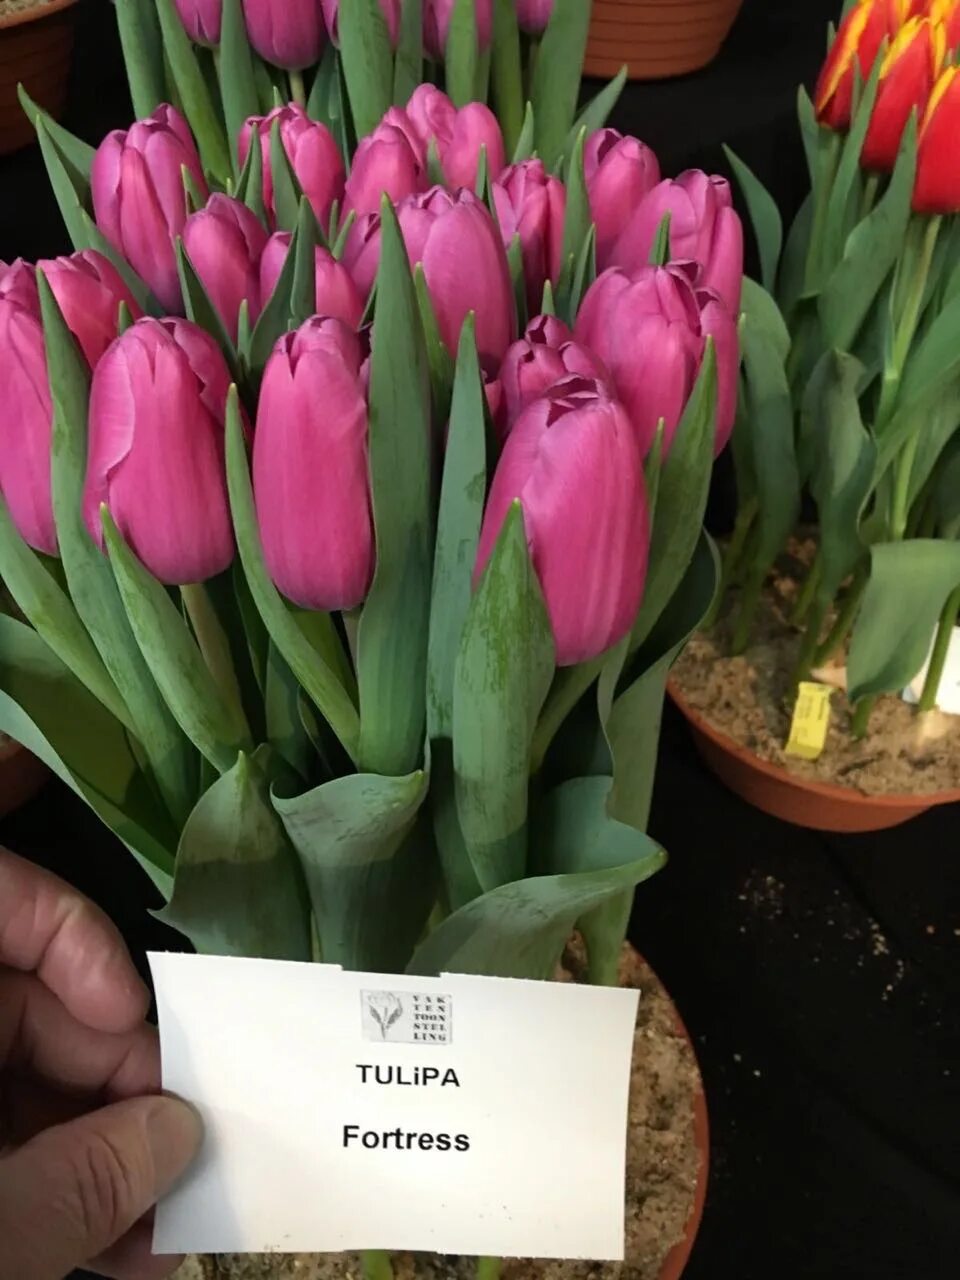 VAK
TEN
TOON
STEL
LING
TULiPA
Fortress